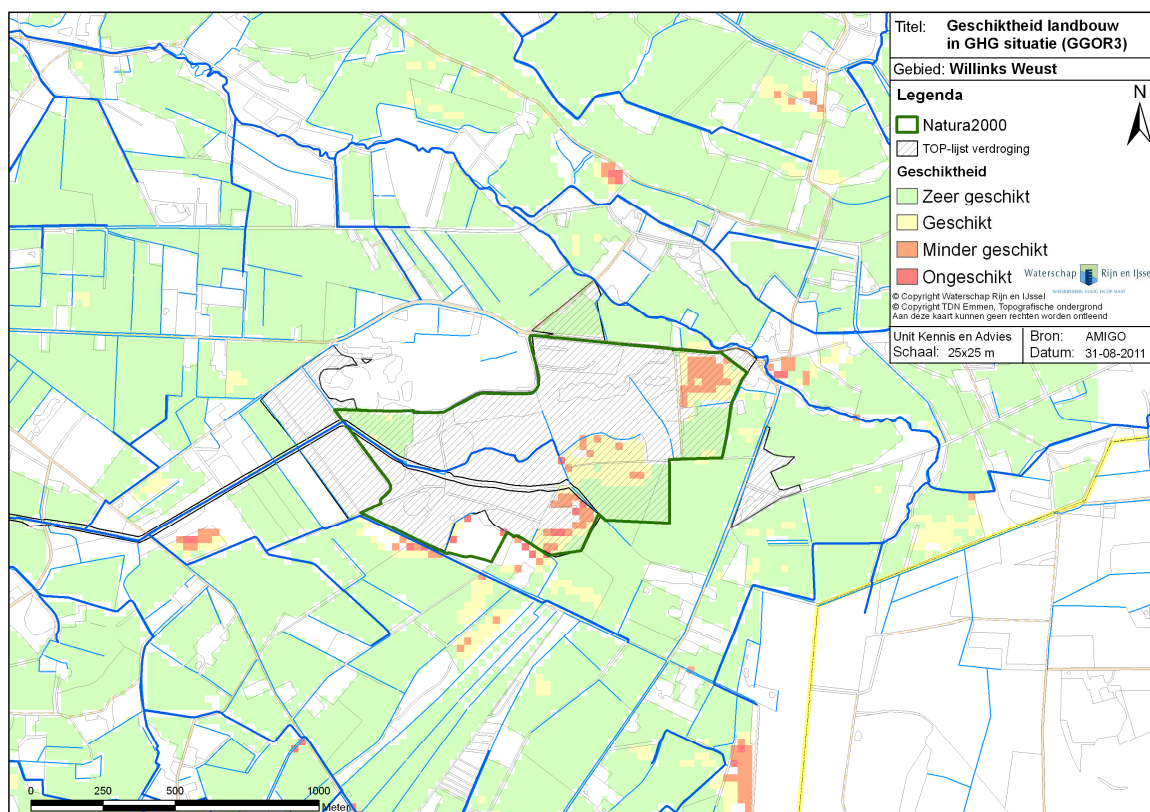 Titel: Geschiktheid landbouw
in GHG situatie (GGOR3)
Gebied: Willinks Weust
Legenda
N
Natura2000
TOP-lijst verdroging
Geschiktheid
Zeer geschikt
Geschikt
Minder geschikt
Ongeschikt
Waterschap Rijn en IJssel
© Copyright Waterschap Rijn en IJssel
© Copyright TDN Emmen, Topografische ondergrond
Aan deze kaart kunnen geen rechten worden ontleend
Unit Kennis en Advies
Schaal: 25x25 m
Bron: AMIGO
Datum: 31-08-2011
0 250 500 1000
Meter